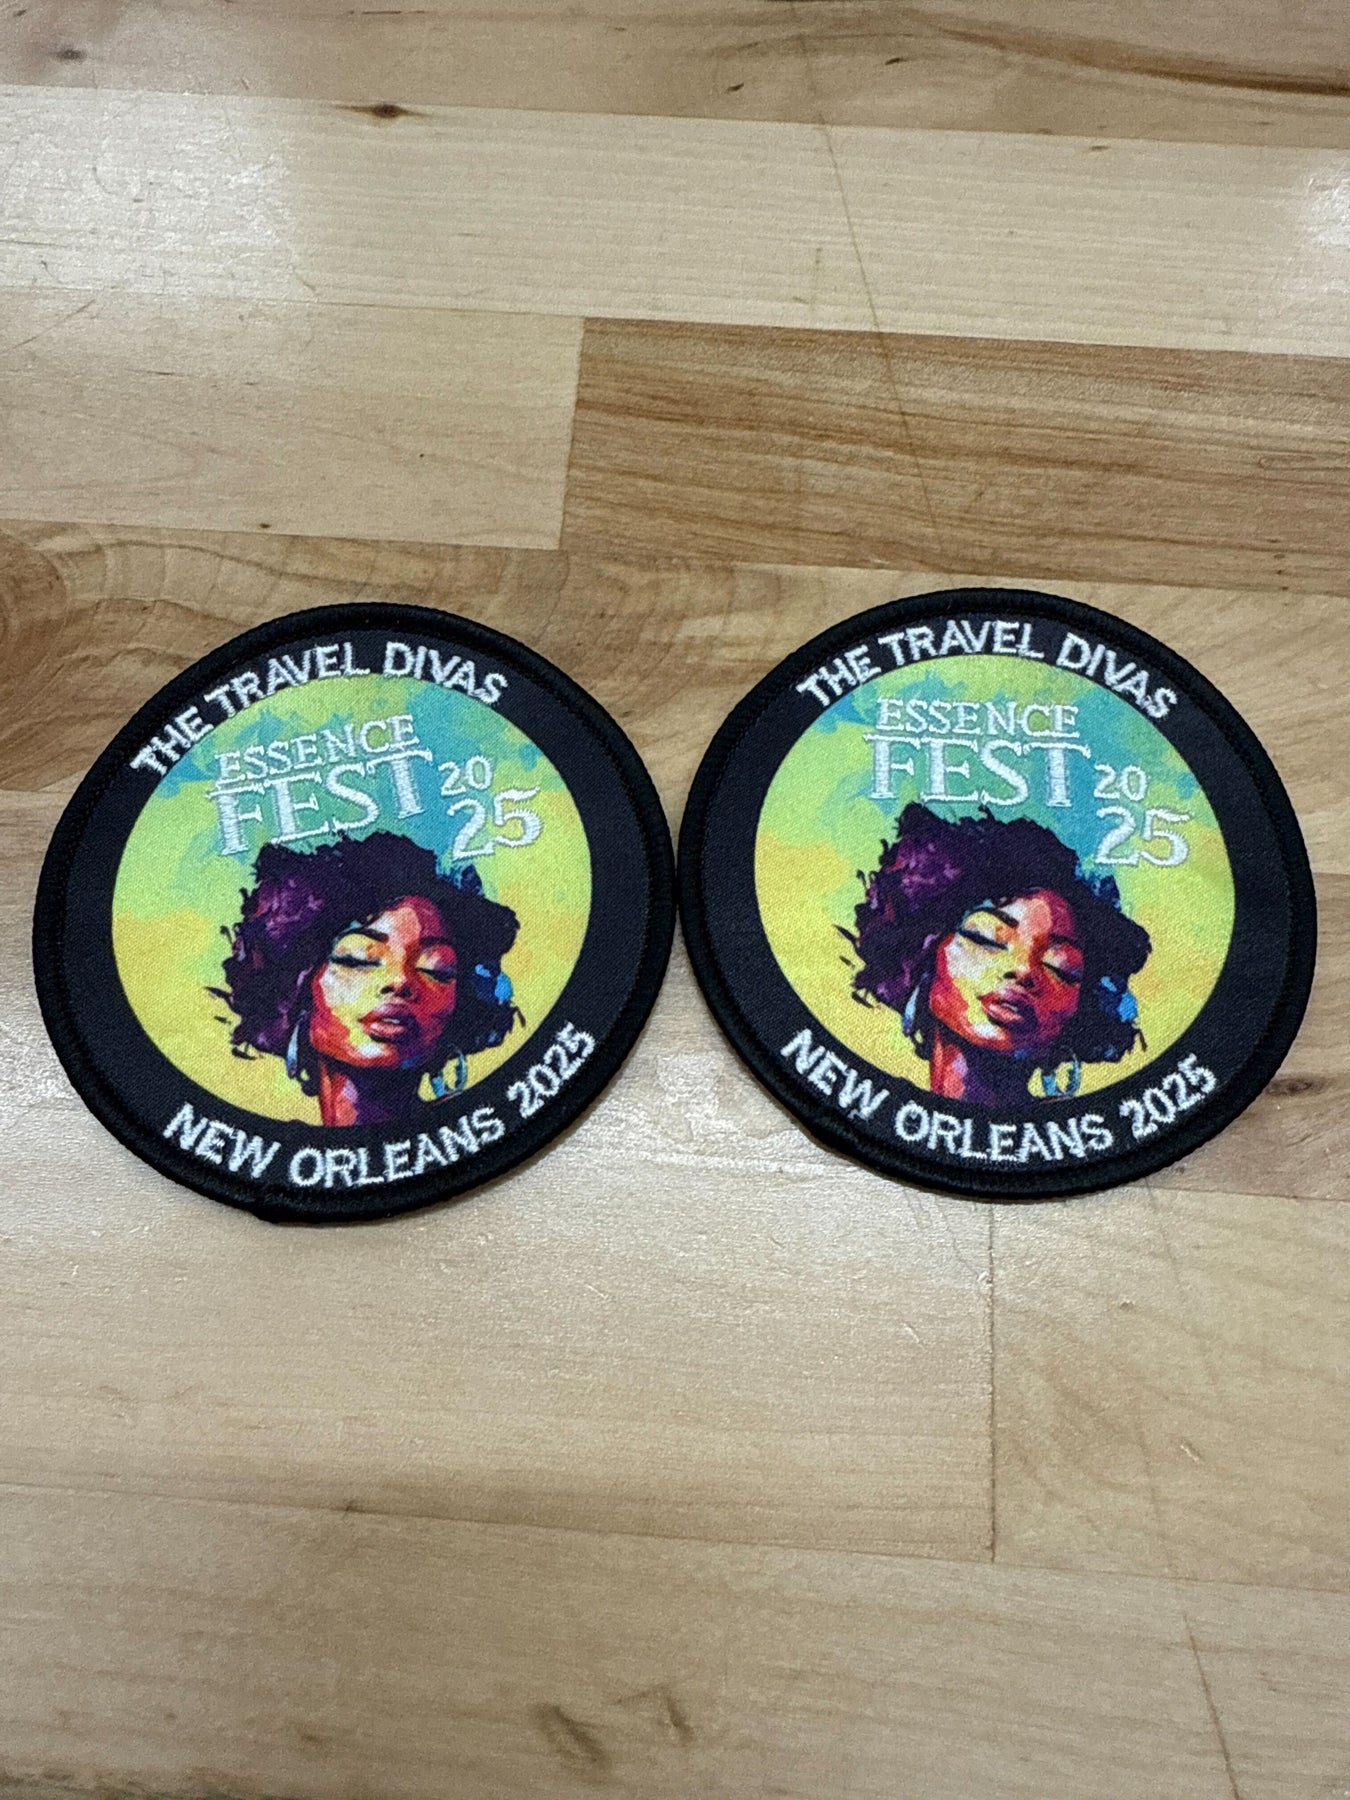 THE TRAVEL DIVAS
ESSENCE
FEST 20
25
NEW ORLEANS 2025
THE TRAVEL DIVAS
ESSENCE
FEST 20
25
NEW ORLEANS 2025